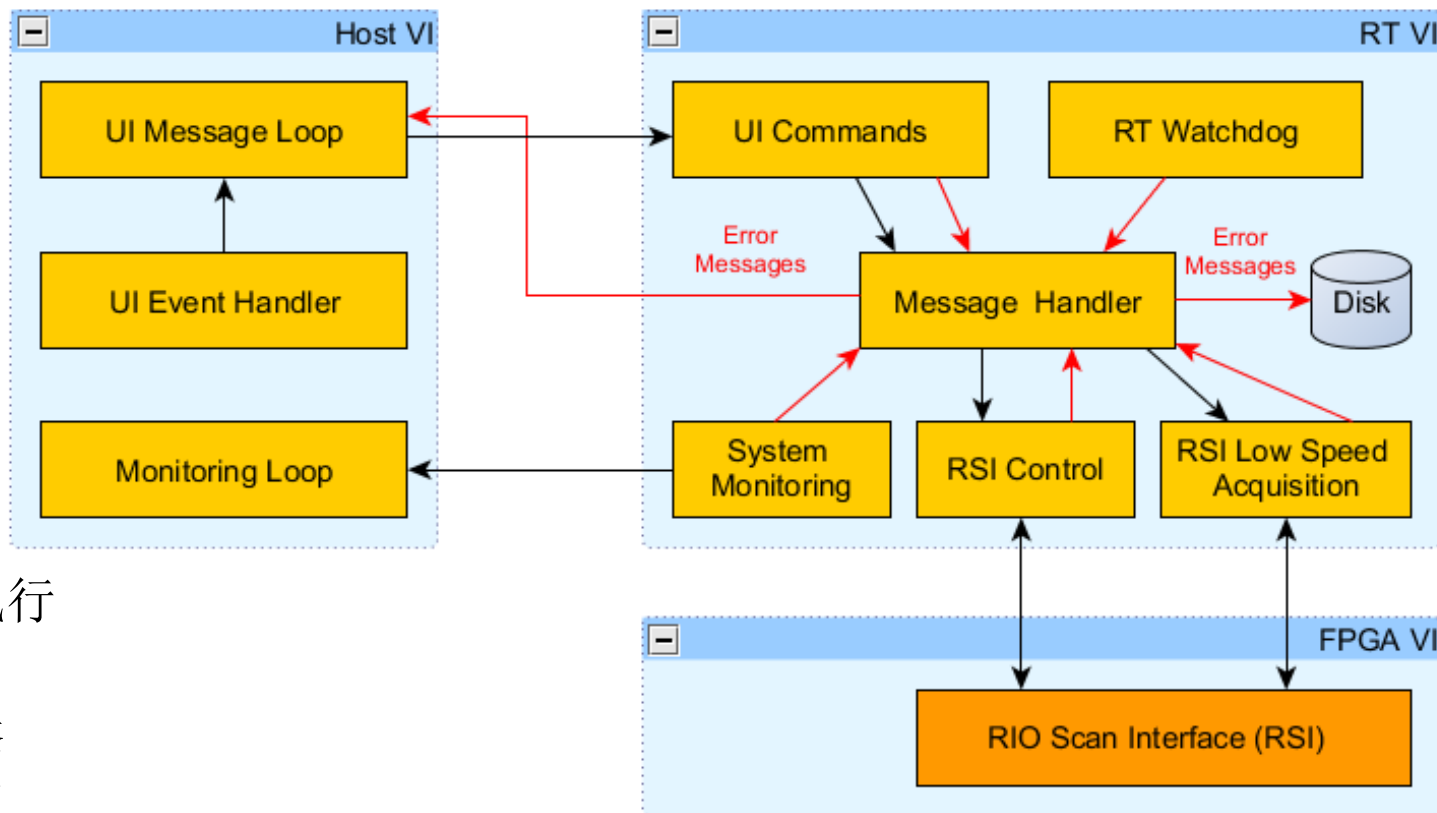 Host VI
UI Message Loop
UI Event Handler
Monitoring Loop
RT VI
UI Commands
RT Watchdog
Error
Messages
Error
Messages
Message Handler
Disk
System
Monitoring
RSI Control
RSI Low Speed
Acquisition
行
FPGA VI
RIO Scan Interface (RSI)